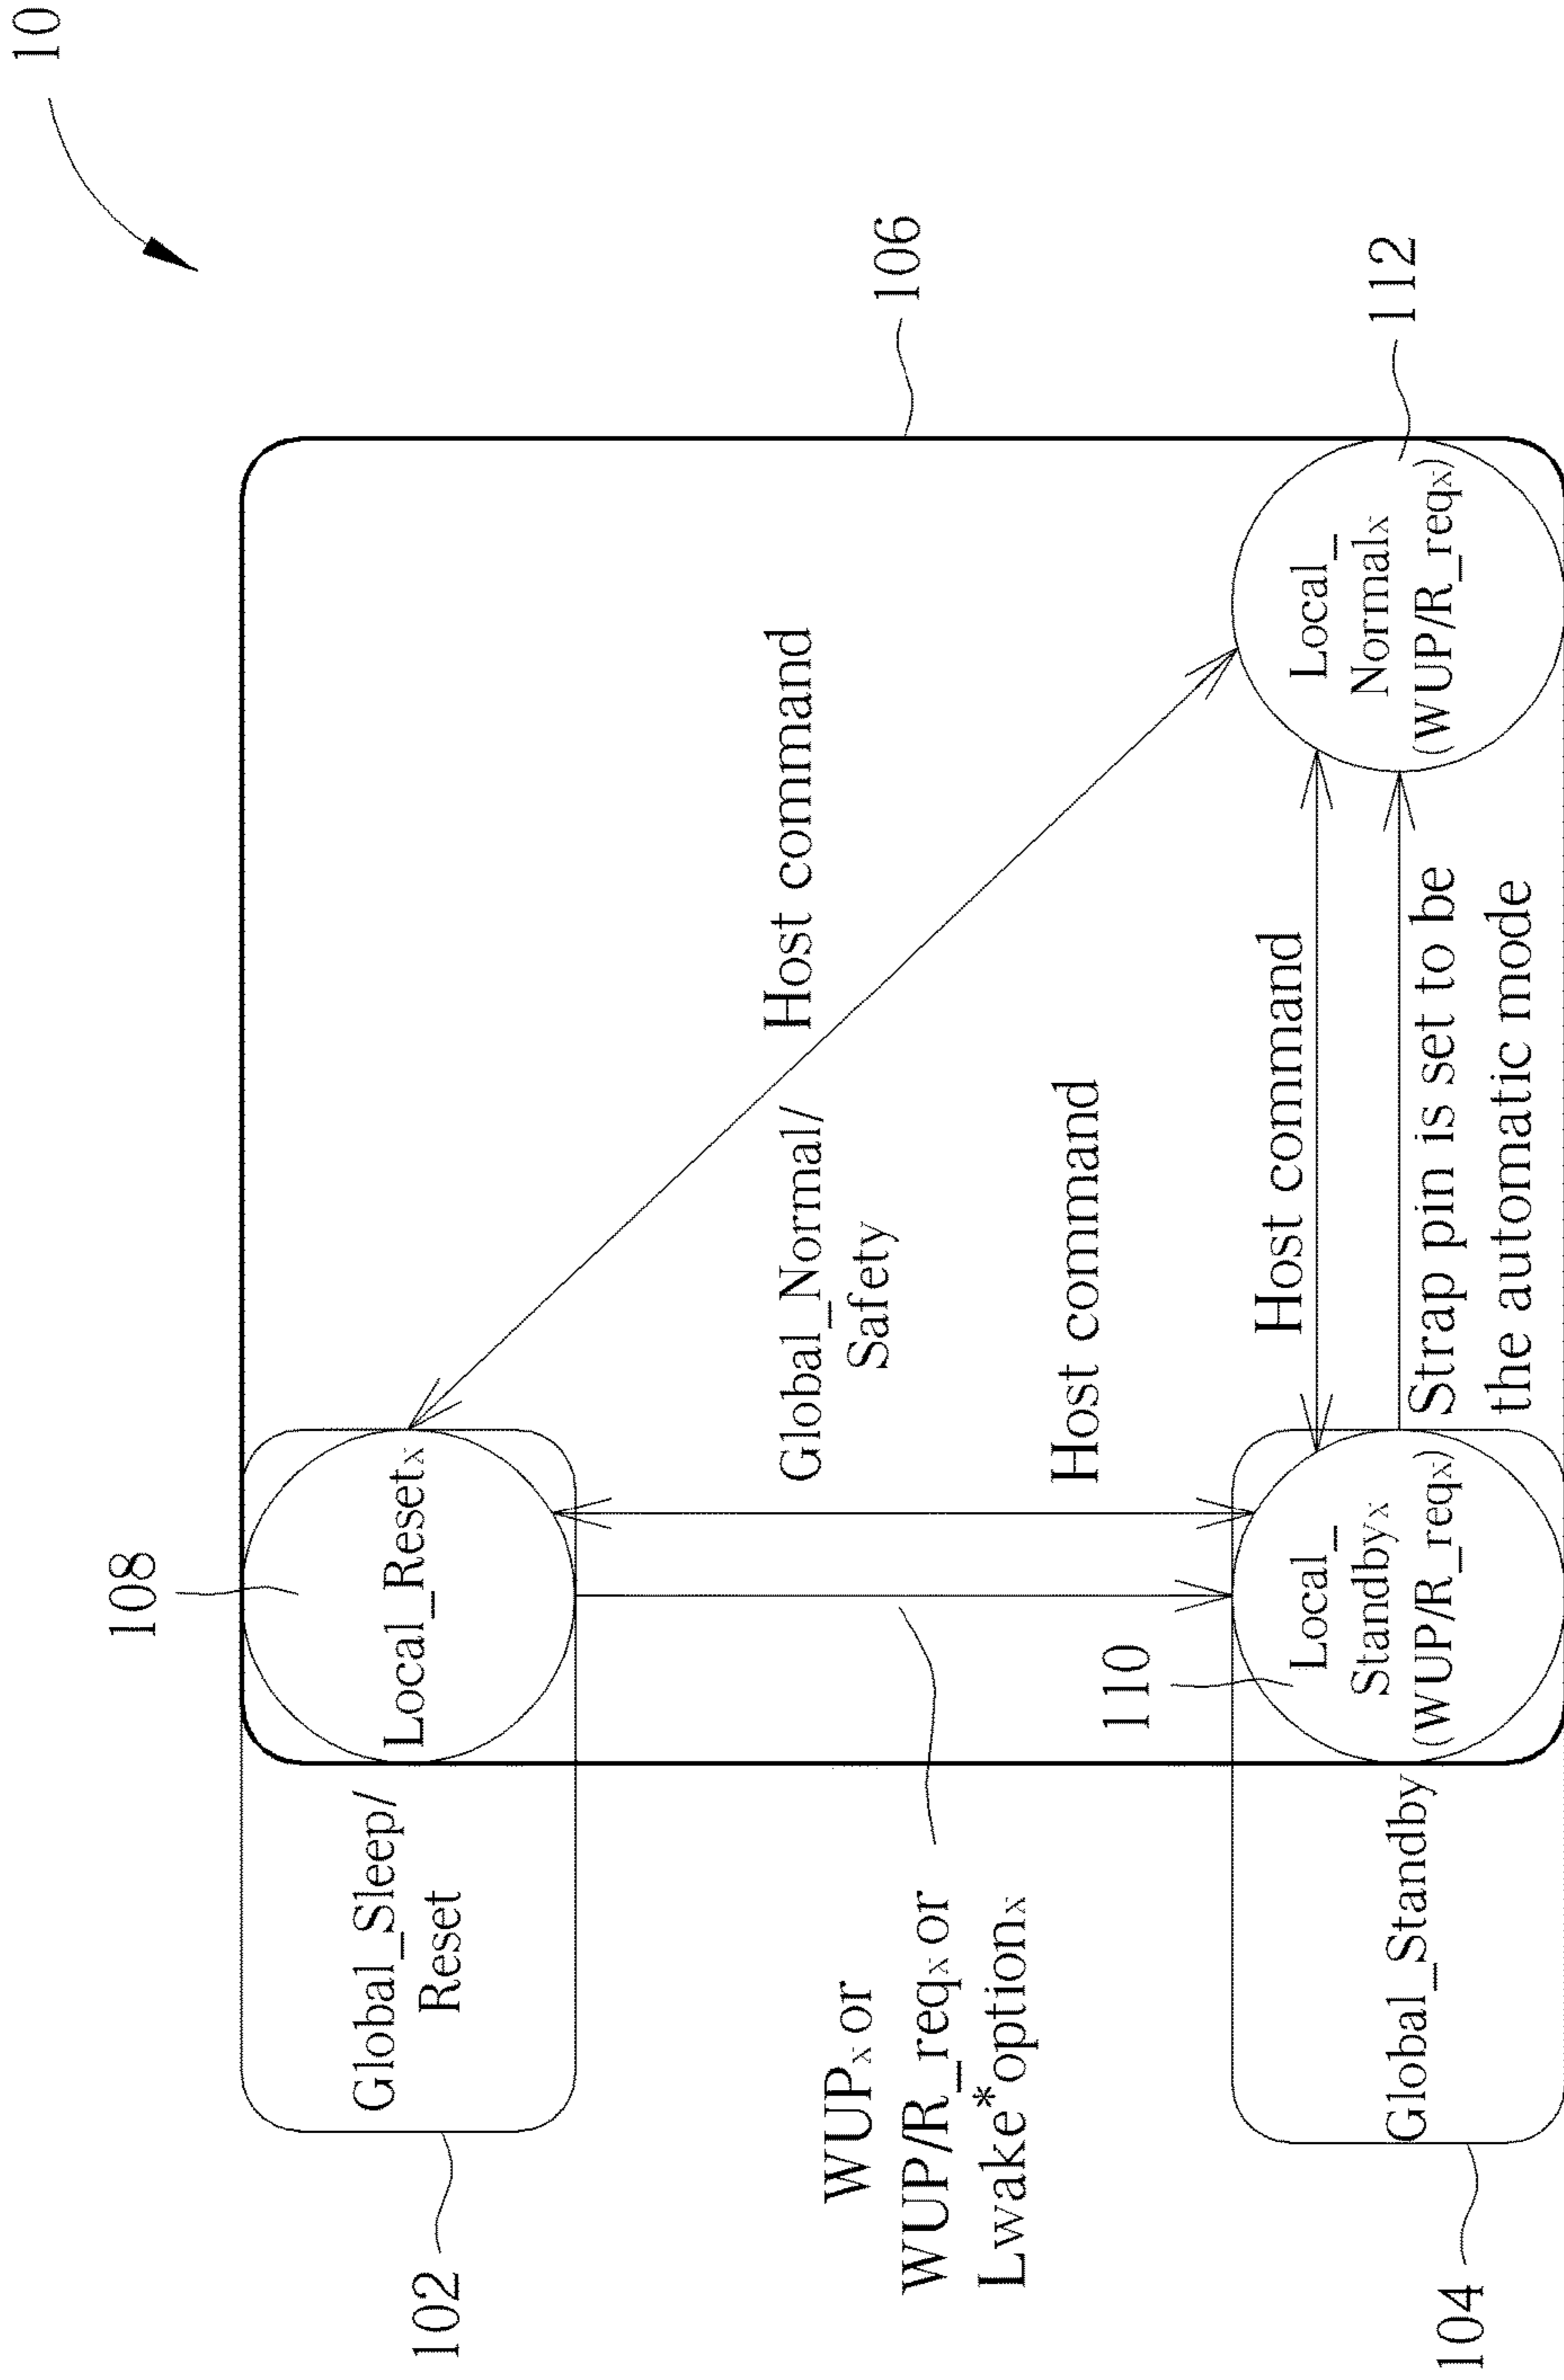 10
108
102
Global_Sleep/
Reset
Local_Resetx
106
Host command
Global_Normal/
Safety
WUPx or
WUP/R_reqx or
Lwake*optionx
Host command
110
Host command
104
Global_Standby
Local_
Standbyx
(WUP/R_reqx)
Strap pin is set to be
the automatic mode
Local_
Normalx
(WUP/R_reqx)
112